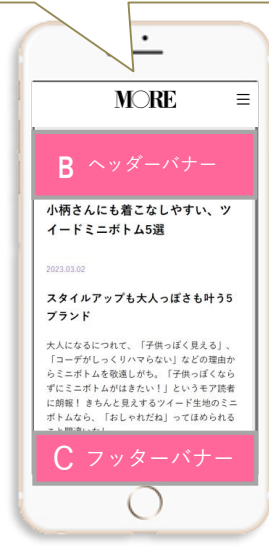 MORE
B ヘッダーバナー
小柄さんにも着こなしやすい、ツ
イードミニボトム5選
2023.03.02
スタイルアップも大人っぽさも叶う5
ブランド
大人になるにつれて、「子供っぽく見える」、
「コーデがしっくりハマらない」などの理由か
らミニボトムを敬遠しがち。「子供っぽくなら
ずにミニボトムがはきたい!」というモア読者
に朗報! きちんと見えするツイード生地のミニ
ボトムなら、「おしゃれだね」ってほめられる
C フッターバナー